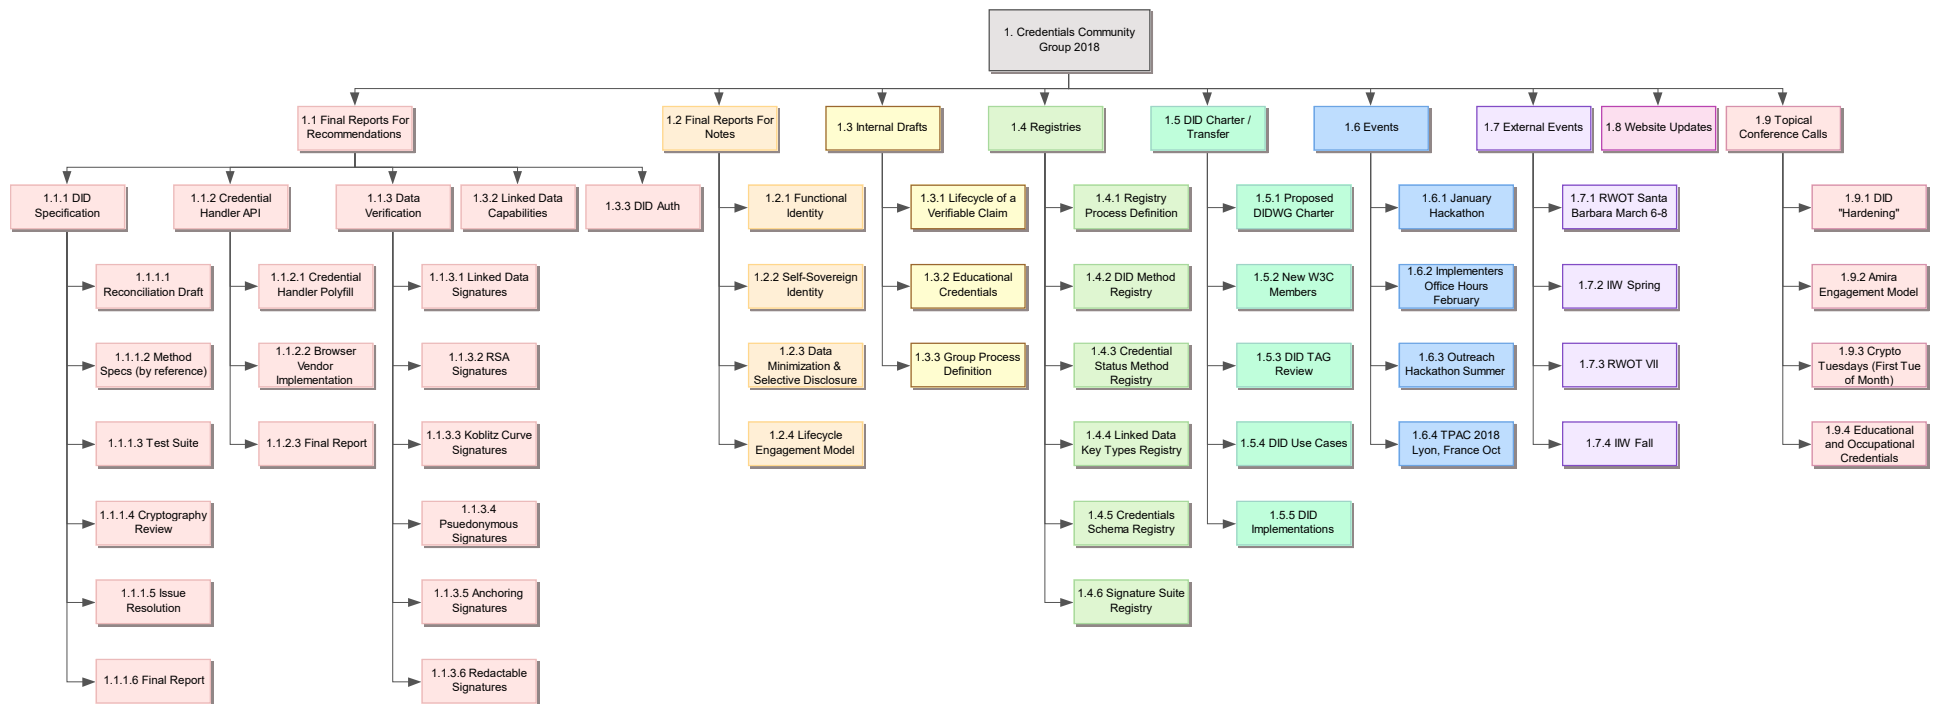 1. Credentials Community
Group 2018
1.1 Final Reports For
Recommendations
1.2 Final Reports For
Notes
1.3 Internal Drafts
1.4 Registries
1.5 DID Charter /
Transfer
1.6 Events
1.7 External Events
1.8 Website Updates
1.9 Topical
Conference Calls
1.1.1 DID
Specification
1.1.2 Credential
Handler API
1.1.3 Data
Verification
1.3.2 Linked Data
Capabilities
1.3.3 DID Auth
1.2.1 Functional
Identity
1.3.1 Lifecycle of a
Verifiable Claim
1.4.1 Registry
Process Definition
1.5.1 Proposed
DIDWG Charter
1.6.1 January
Hackathon
1.7.1 RWOT Santa
Barbara March 6-8
1.9.1 DID
"Hardening"
1.1.1.1
Reconciliation Draft
1.1.2.1 Credential
Handler Polyfill
1.1.3.1 Linked Data
Signatures
1.2.2 Self-Sovereign
Identity
1.3.2 Educational
Credentials
1.4.2 DID Method
Registry
1.5.2 New W3C
Members
1.6.2 Implementers
Office Hours
February
1.7.2 IIW Spring
1.9.2 Amira
Engagement Model
1.1.1.2 Method
Specs (by reference)
1.1.2.2 Browser
Vendor
Implementation
1.1.3.2 RSA
Signatures
1.2.3 Data
Minimization &
Selective Disclosure
1.3.3 Group Process
Definition
1.4.3 Credential
Status Method
Registry
1.5.3 DID TAG
Review
1.6.3 Outreach
Hackathon Summer
1.7.3 RWOT VII
1.9.3 Crypto
Tuesdays (First Tue
of Month)
1.1.1.3 Test Suite
1.1.2.3 Final Report
1.1.3.3 Koblitz Curve
Signatures
1.2.4 Lifecycle
Engagement Model
1.4.4 Linked Data
Key Types Registry
1.5.4 DID Use Cases
1.6.4 TPAC 2018
Lyon, France Oct
1.7.4 IIW Fall
1.9.4 Educational
and Occupational
Credentials
1.1.1.4 Cryptography
Review
1.1.3.4
Psuedonymous
Signatures
1.4.5 Credentials
Schema Registry
1.5.5 DID
Implementations
1.1.1.5 Issue
Resolution
1.1.3.5 Anchoring
Signatures
1.4.6 Signature Suite
Registry
1.1.1.6 Final Report
1.1.3.6 Redactable
Signatures